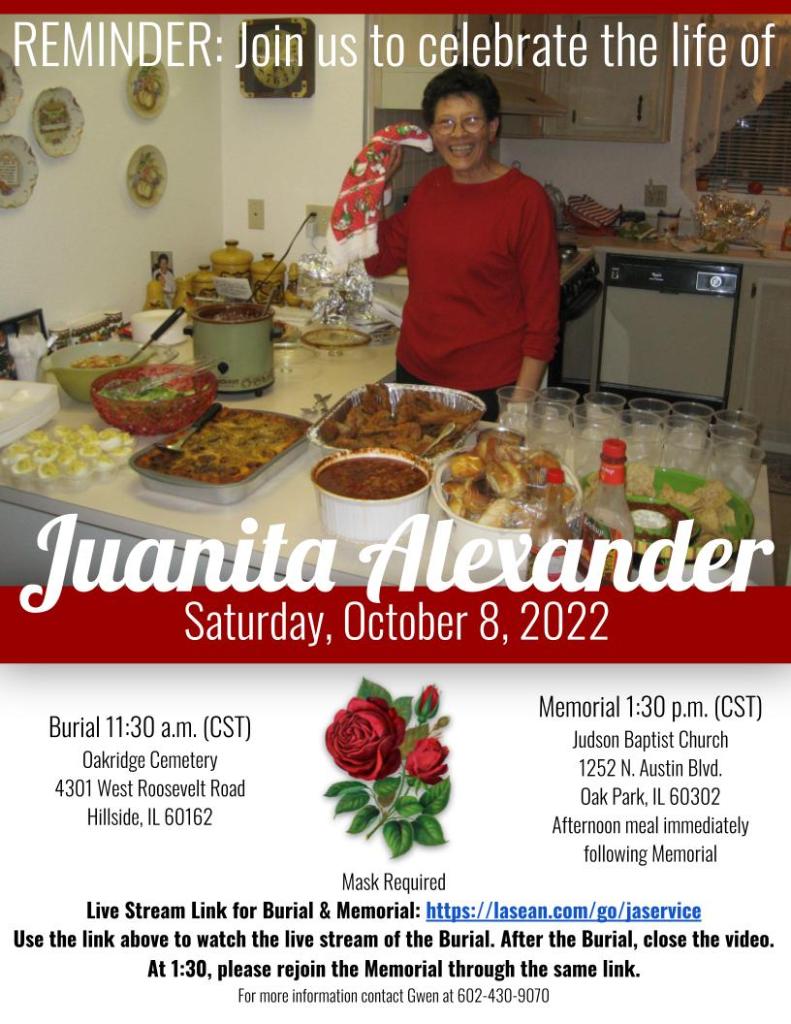 REMINDER: Join us to celebrate the life of
Juanita Alexander
Saturday, October 8, 2022
Burial 11:30 a.m. (CST)
Oakridge Cemetery
4301 West Roosevelt Road
Hillside, IL 60162
Memorial 1:30 p.m. (CST)
Judson Baptist Church
1252 N. Austin Blvd.
Oak Park, IL 60302
Afternoon meal immediately
following Memorial
Mask Required
Live Stream Link for Burial & Memorial: https://lasean.com/go/jaservice
Use the link above to watch the live stream of the Burial. After the Burial, close the video.
At 1:30, please rejoin the Memorial through the same link.
For more information contact Gwen at 602-430-9070